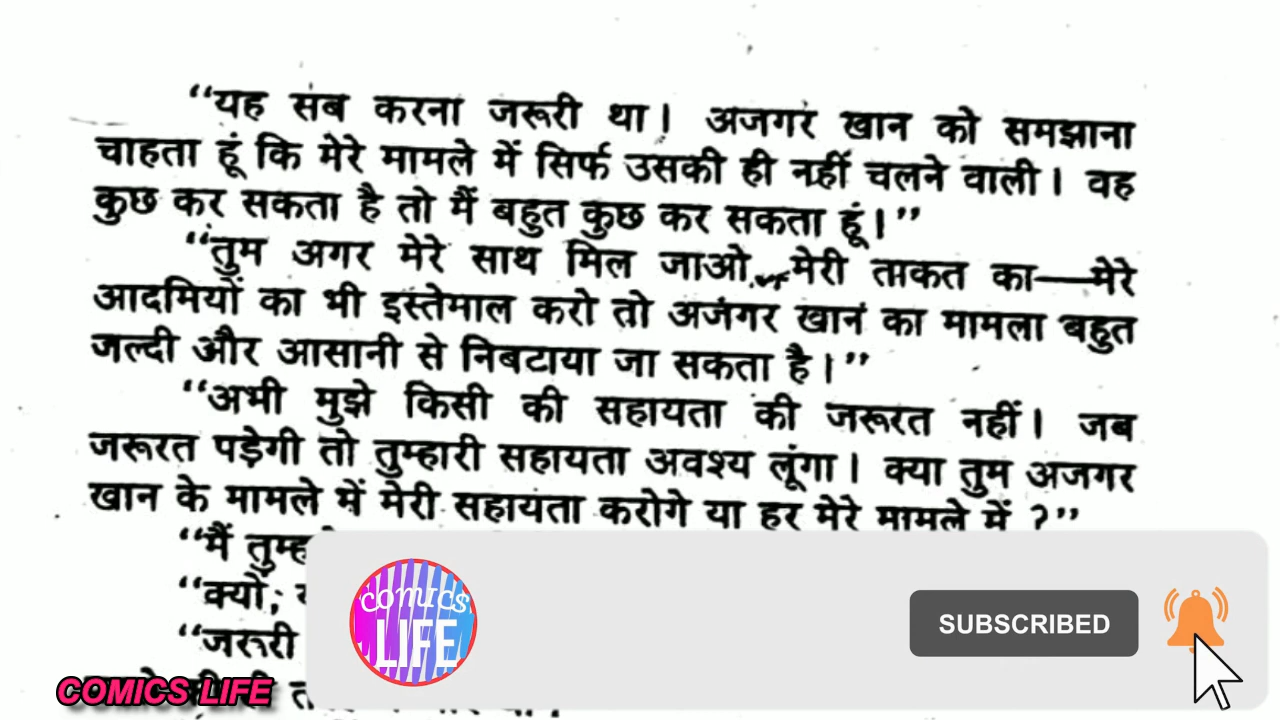 ‘‘यह सब करना जरूरी था। अजगर खान को समझाना
चाहता हूं कि मेरे मामले में सिर्फ उसकी ही नहीं चलने वाली। वह
कुछ कर सकता है तो मैं बहुत कुछ कर सकता हूं।’’
‘‘तुम अगर मेरे साथ मिल जाओ, मेरी ताकत का—मेरे
आदमियों का भी इस्तेमाल करो तो अजगर खान का मामला बहुत
जल्दी और आसानी से निबटाया जा सकता है।’’
‘‘अभी मुझे किसी की सहायता की जरूरत नहीं। जब
जरूरत पड़ेगी तो तुम्हारी सहायता अवश्य लूंगा। क्या तुम अजगर
खान के मामले में मेरी सहायता करोगे या हर मेरे मामले में ?’’
‘‘मैं
‘‘क्यों,
‘‘जरूरी
comics
LIFE
SUBSCRIBED
COMICS LIFE